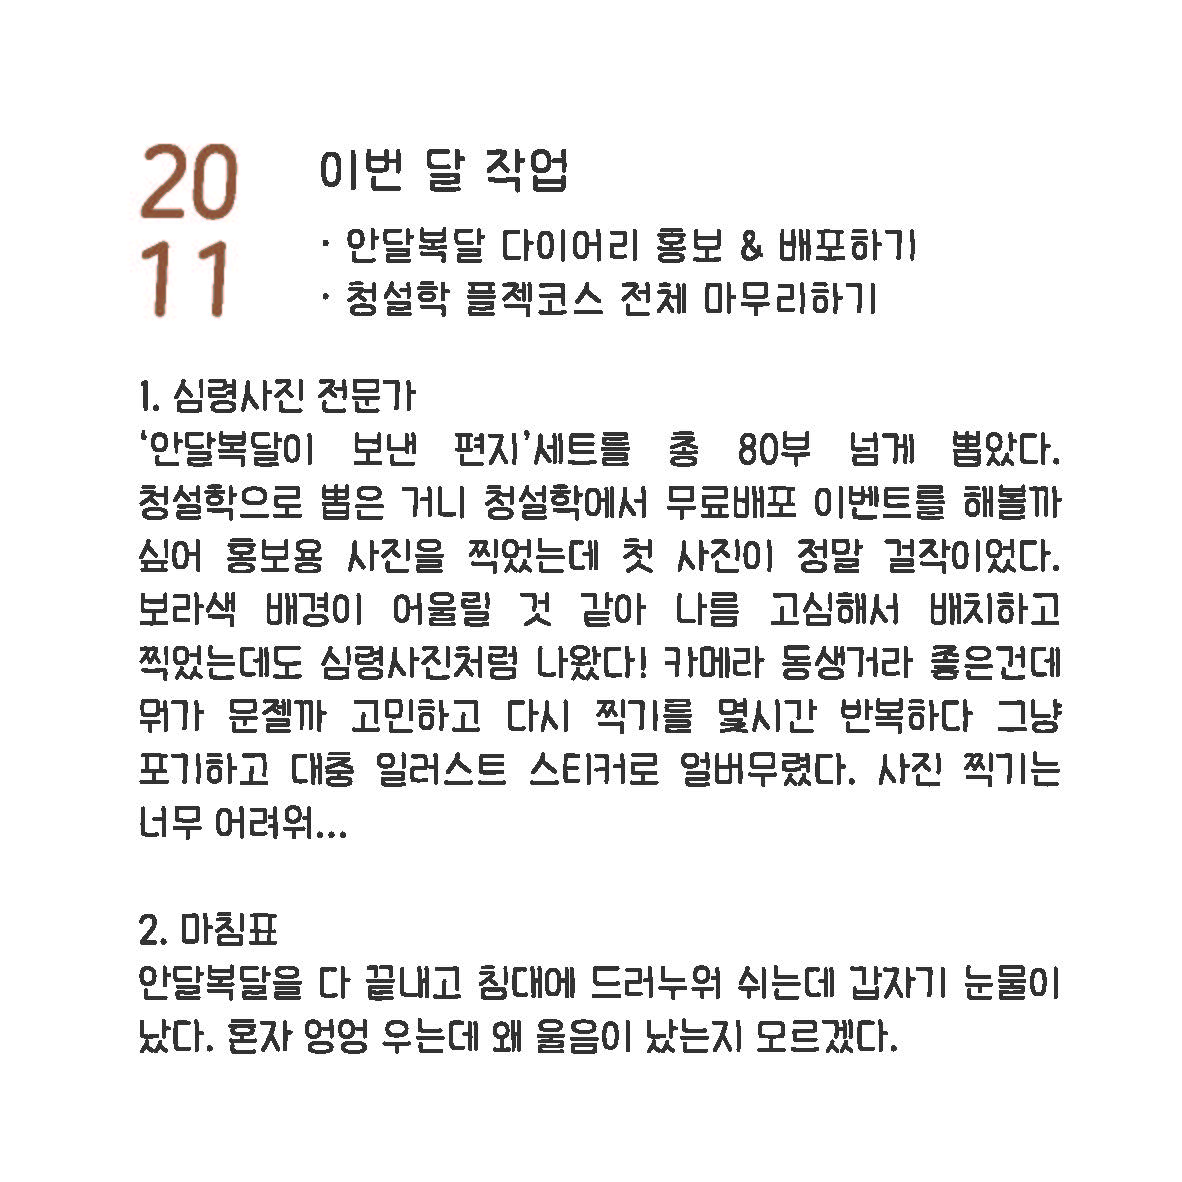 20
11
이번 달 작업
· 안달복달 다이어리 홍보 & 배포하기
· 청설학 플젝코스 전체 마무리하기
1. 심령사진 전문가
‘안달복달이 보낸 편지’세트를 총 80부 넘게 뽑았다.
청설학으로 뽑은 거니 청설학에서 무료배포 이벤트를 해볼까
싶어 홍보용 사진을 찍었는데 첫 사진이 정말 걸작이었다.
보라색 배경이 어울릴 것 같아 나름 고심해서 배치하고
찍었는데도 심령사진처럼 나왔다! 카메라 동생거라 좋은건데
뭐가 문젤까 고민하고 다시 찍기를 몇시간 반복하다 그냥
포기하고 대충 일러스트 스티커로 얼버무렸다. 사진 찍기는
너무 어려워...
2. 마침표
안달복달을 다 끝내고 침대에 드러누워 쉬는데 갑자기 눈물이
났다. 혼자 엉엉 우는데 왜 울음이 났는지 모르겠다.